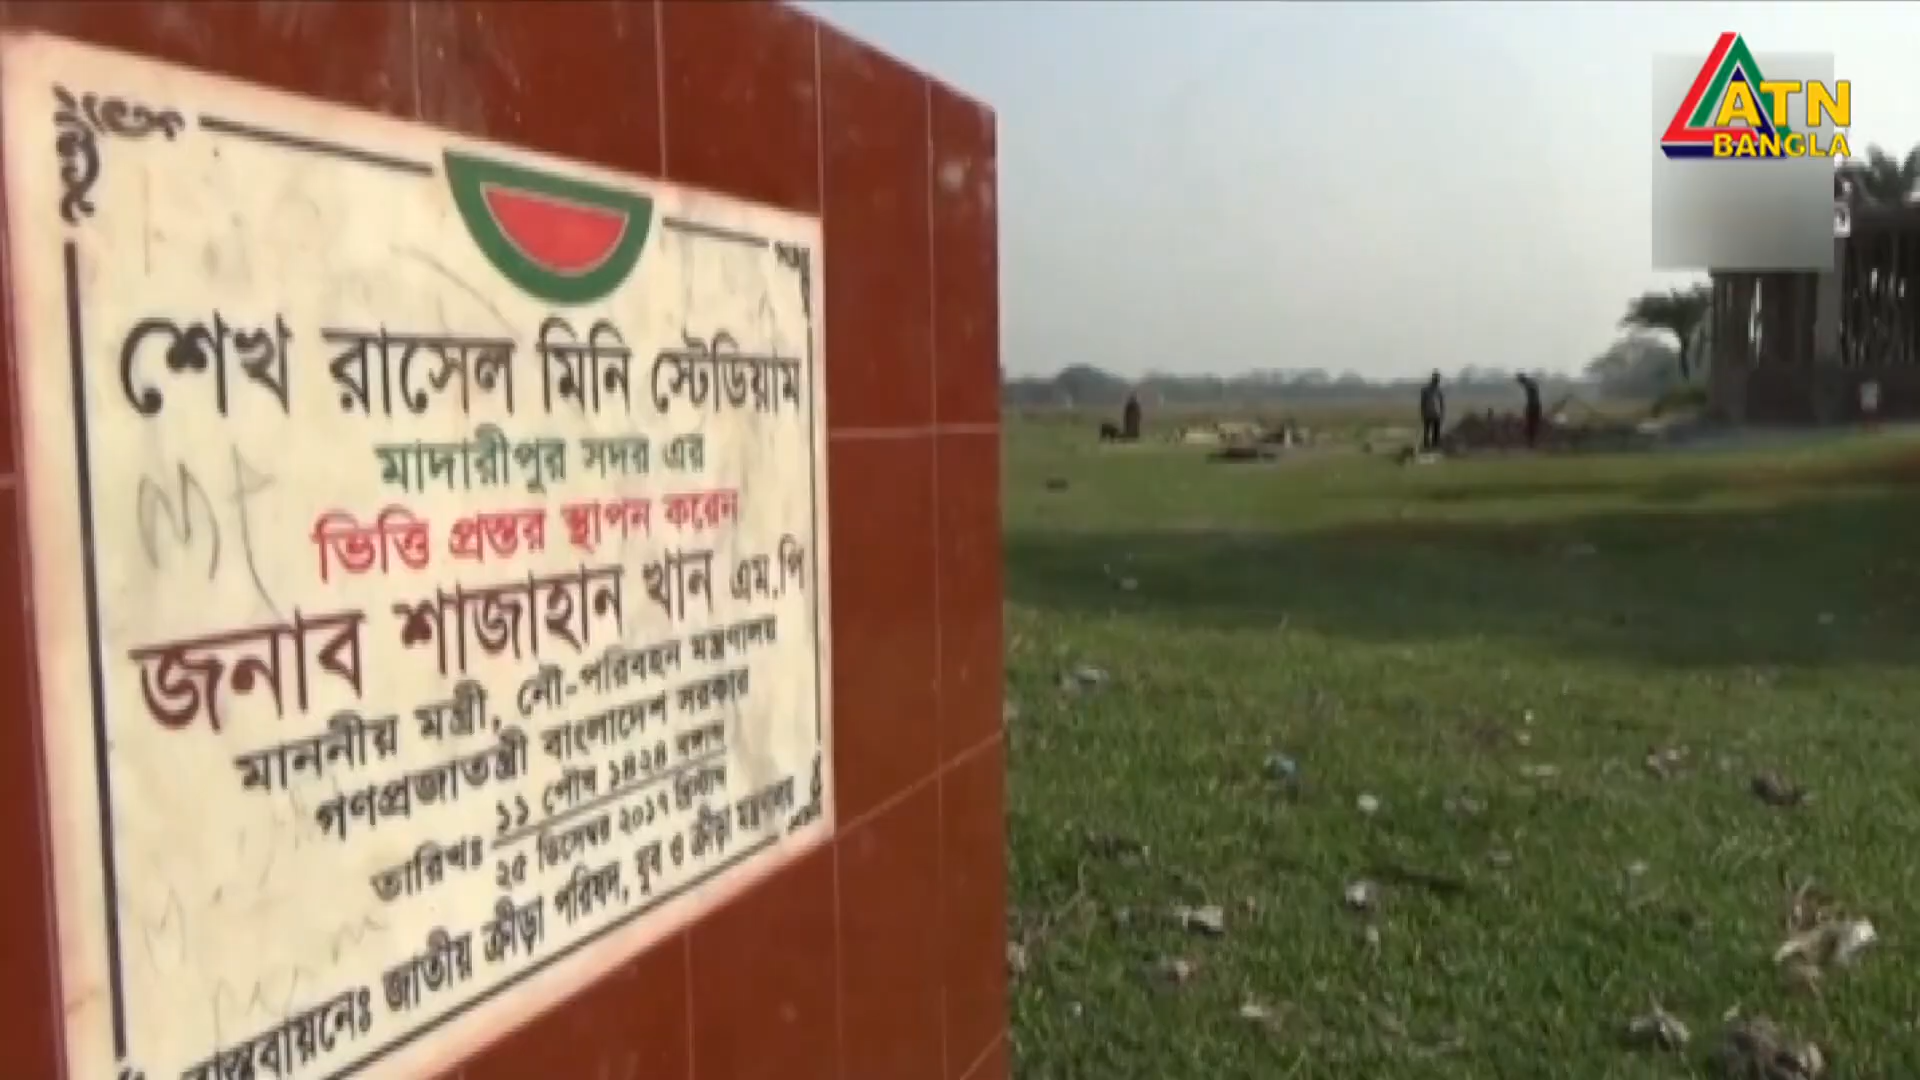 ATN
BANGLA
শেখ রাসেল মিনি স্টেডিয়াম
মাদারীপুর সদর এর
ভিত্তি প্রস্তর স্থাপন করেন
জনাব শাজাহান খান এম.পি
মাননীয় মন্ত্রী, নৌ-পরিবহন মন্ত্রণালয়
গণপ্রজাতন্ত্রী বাংলাদেশ সরকার
১১ পৌষ ১৪২৪ বঙ্গাব্দ
তারিখঃ
২৫ ডিসেম্বর ২০১৭ খ্রিস্টাব্দ
বাস্তবায়নেঃ জাতীয় ক্রীড়া পরিষদ, যুব ও ক্রীড়া মন্ত্রণালয়